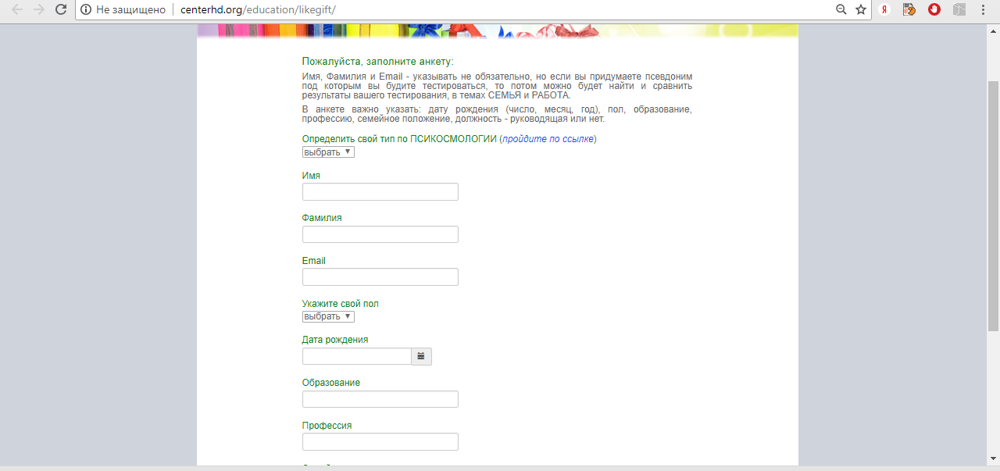 Не защищено
centerhd.org/education/likegift/
Я
Пожалуйста, заполните анкету:
Имя, Фамилия и Email - указывать не обязательно, но если вы придумаете псевдоним
под которым вы будите тестироваться, то потом можно будет найти и сравнить
результаты вашего тестирования, в темах СЕМЬЯ и РАБОТА.
В анкете важно указать: дату рождения (число, месяц, год), пол, образование,
профессию, семейное положение, должность - руководящая или нет.
Определить свой тип по ПСИКОСМОЛОГИИ (пройдите по ссылке)
выбрать
Имя
Фамилия
Email
Укажите свой пол
выбрать
Дата рождения
Образование
Профессия